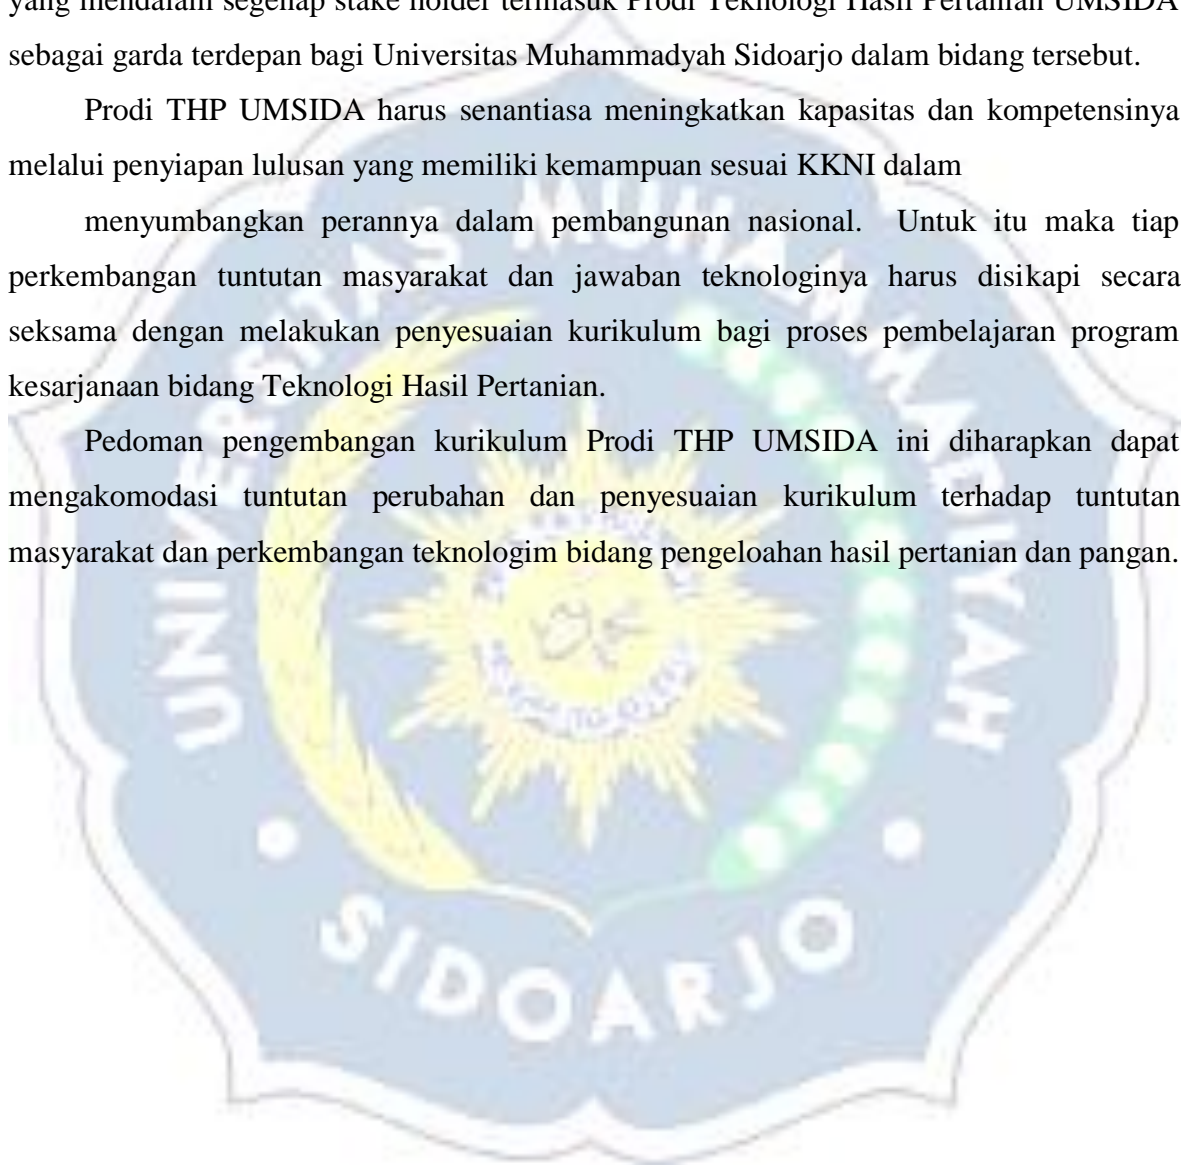 yang mendalam segenap stake holder termasuk Prodi Teknologi Hasil Pertanian UMSIDA
sebagai garda terdepan bagi Universitas Muhammadyah Sidoarjo dalam bidang tersebut.
Prodi THP UMSIDA harus senantiasa meningkatkan kapasitas dan kompetensinya
melalui penyiapan lulusan yang memiliki kemampuan sesuai KKNI dalam
menyumbangkan perannya dalam pembangunan nasional. Untuk itu maka tiap
perkembangan tuntutan masyarakat dan jawaban teknologinya harus disikapi secara
seksama dengan melakukan penyesuaian kurikulum bagi proses pembelajaran program
kesarjanaan bidang Teknologi Hasil Pertanian.
Pedoman pengembangan kurikulum Prodi THP UMSIDA ini diharapkan dapat
mengakomodasi tuntutan perubahan dan penyesuaian kurikulum terhadap tuntutan
masyarakat dan perkembangan teknologim bidang pengeloahan hasil pertanian dan pangan.
UNIVERSITAS MUHAMMADIYAH
SIDOARJO